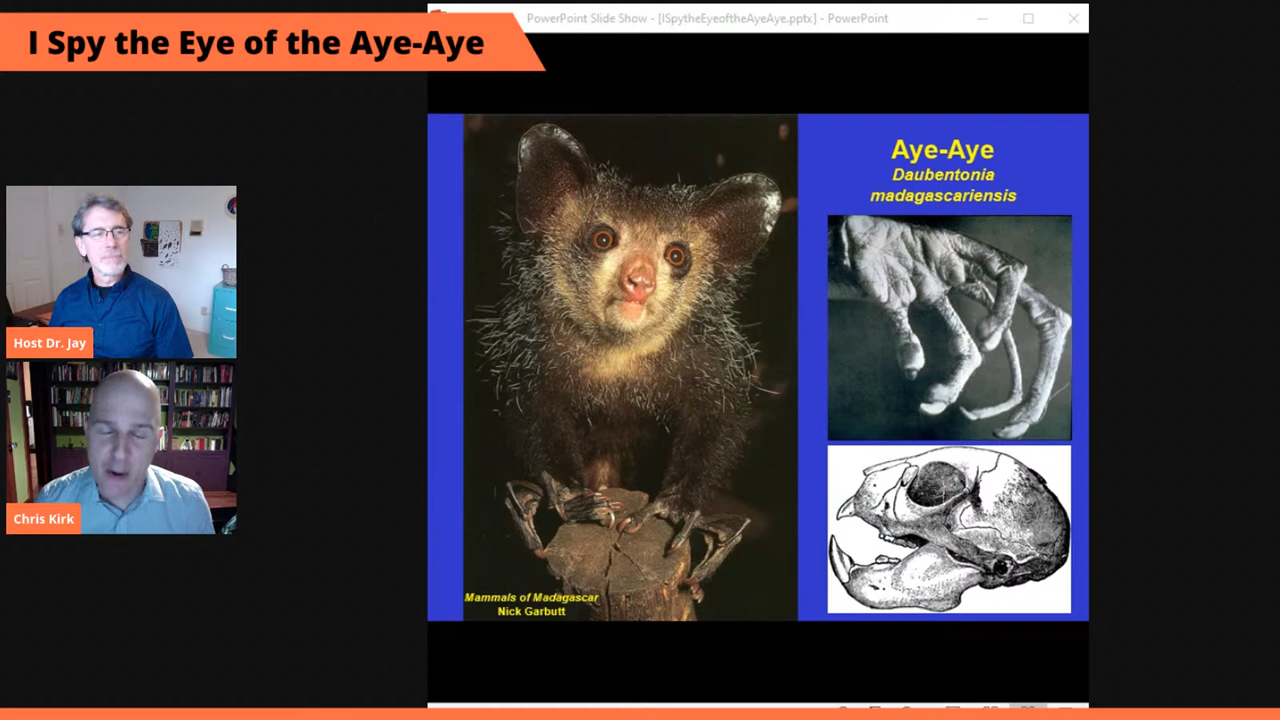 PowerPoint Slide Show - [ISpytheEyeoftheAyeAye.pptx] - PowerPoint
I Spy the Eye of the Aye-Aye
Aye-Aye
Daubentonia
madagascariensis
Host Dr. Jay
Chris Kirk
Mammals of Madagascar
Nick Garbutt